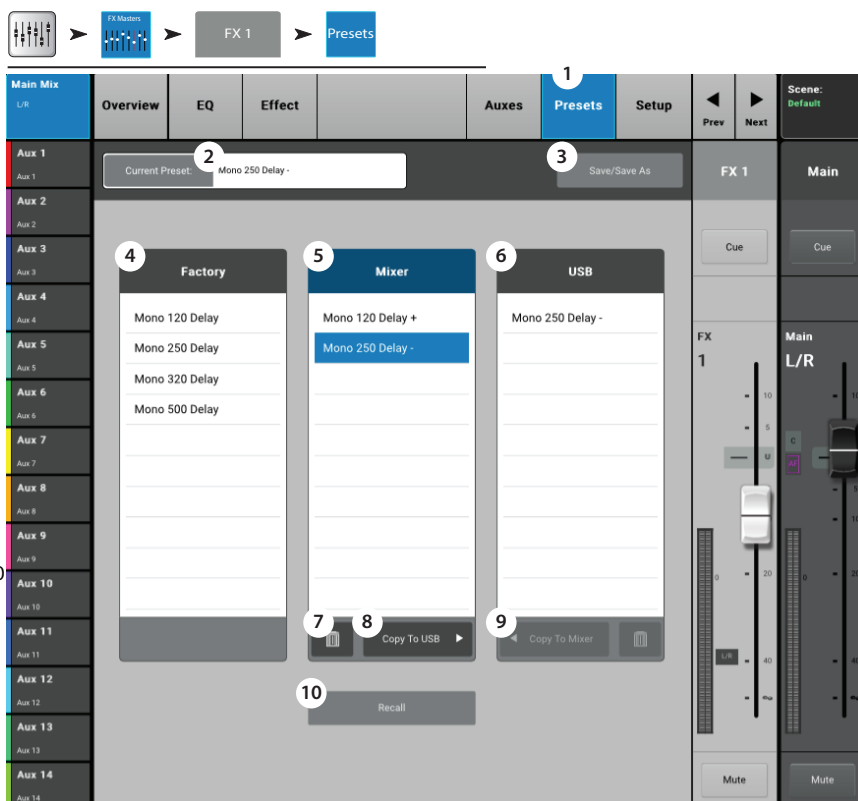 FX Masters
FX 1
Presets
1
Main Mix
L/R
Overview
EQ
Effect
Auxes
Presets
Setup
Prev
Next
Scene:
Default
Aux 1
Aux 1
2
Current Preset:
Mono 250 Delay -
3
Save/Save As
FX 1
Main
Aux 2
Aux 2
Cue
Cue
Aux 3
Aux 3
4
Factory
5
Mixer
6
USB
Aux 4
Aux 4
Mono 120 Delay
Mono 250 Delay
Mono 320 Delay
Mono 500 Delay
Mono 120 Delay +
Mono 250 Delay -
Mono 250 Delay -
FX
1
Main
L/R
Aux 5
Aux 5
Aux 6
Aux 6
Aux 7
Aux 7
Aux 8
Aux 8
Aux 9
Aux 9
Aux 10
Aux 10
Aux 11
Aux 11
Aux 12
Aux 12
Aux 13
Aux 13
Aux 14
Aux 14
10
5
U
0
20
L/R
40
∞
C
5
10
0
20
40
∞
7
8
Copy To USB
9
Copy To Mixer
10
Recall
Mute
Mute